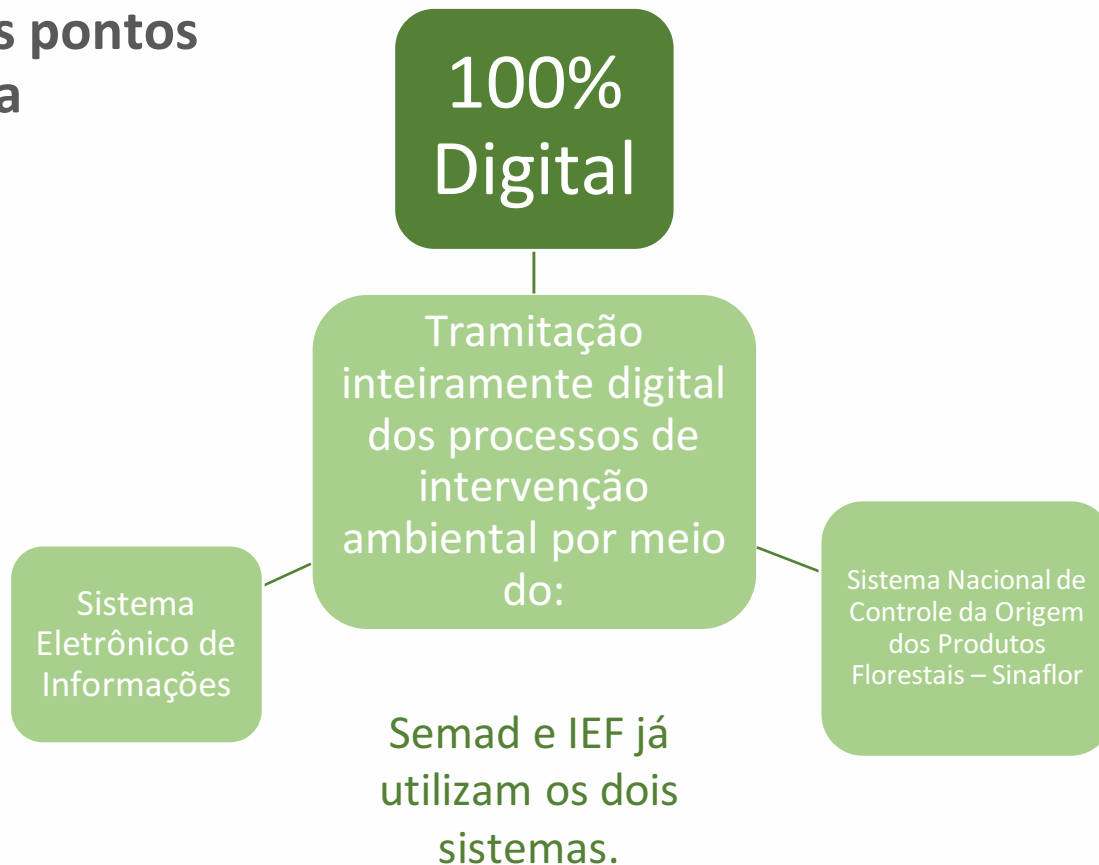 s pontos
a
100%
Digital
Tramitação
inteiramente digital
dos processos de
intervenção
ambiental por meio
do:
Sistema
Eletrônico de
Informações
Sistema Nacional de
Controle da Origem
dos Produtos
Florestais – Sinaflor
Semad e IEF já
utilizam os dois
sistemas.